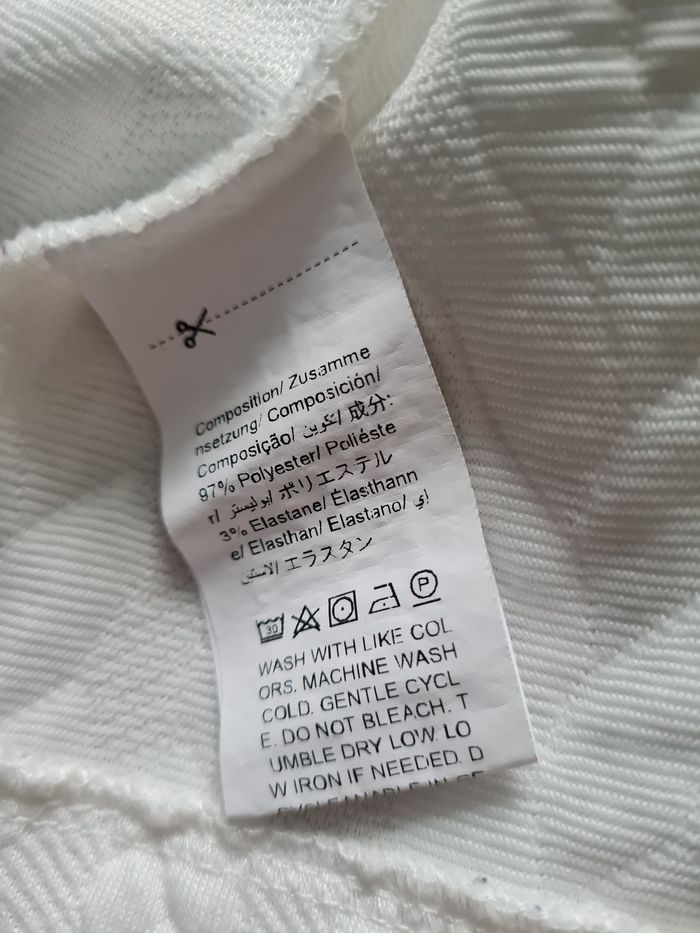 Composition/ Zusamme
nsetzung/ Composición/
Composição/ تكوين/ 成分:
97% Polyester/ Poliéste
r/ بوليستر/ ポリエステル
3% Elastane/ Élasthann
e/ Elasthan/ Elastano/ إي
لاستين/ エラスタン
30 P
WASH WITH LIKE COL
ORS. MACHINE WASH
COLD. GENTLE CYCL
E. DO NOT BLEACH. T
UMBLE DRY LOW. LO
W IRON IF NEEDED. D